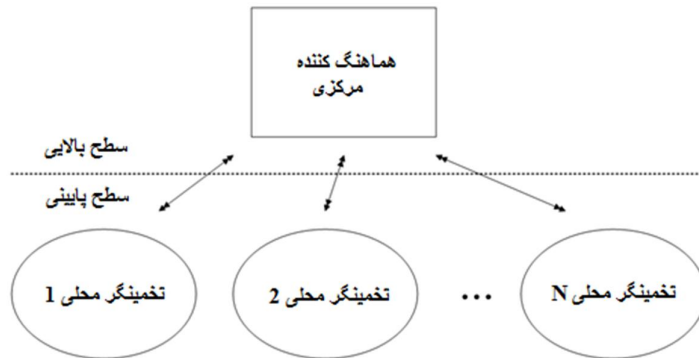 هماهنگ کننده
مرکزی
سطح بالایی
سطح پایینی
تخمینگر محلی 1
تخمینگر محلی 2
...
تخمینگر محلی N